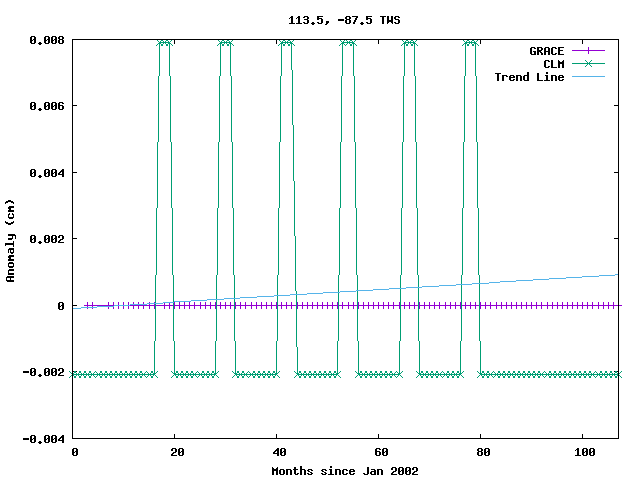 113.5, -87.5 TWS
GRACE
CLM
Trend Line
0.008
0.006
0.004
0.002
0
-0.002
-0.004
Anomaly (cm)
0 20 40 60 80 100
Months since Jan 2002